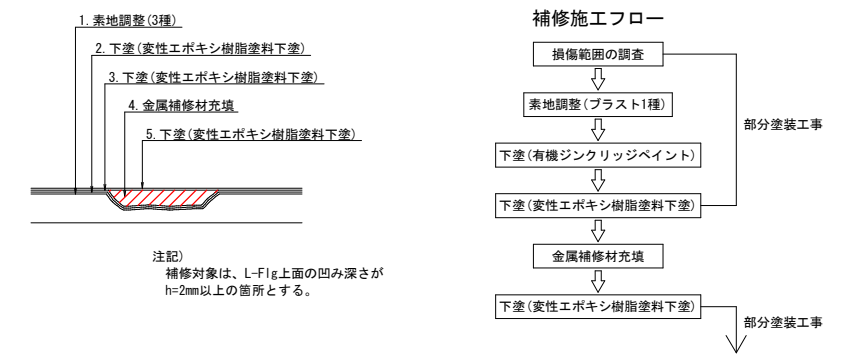 1. 素地調整(3種)
2. 下塗(変性エポキシ樹脂塗料下塗)
3. 下塗(変性エポキシ樹脂塗料下塗)
4. 金属補修材充填
5. 下塗(変性エポキシ樹脂塗料下塗)
注記)
補修対象は、L-Flg上面の凹み深さが
h=2mm以上の箇所とする。
補修施工フロー
損傷範囲の調査
素地調整(ブラスト1種)
下塗(有機ジンクリッジペイント)
下塗(変性エポキシ樹脂塗料下塗)
部分塗装工事
金属補修材充填
下塗(変性エポキシ樹脂塗料下塗)
部分塗装工事